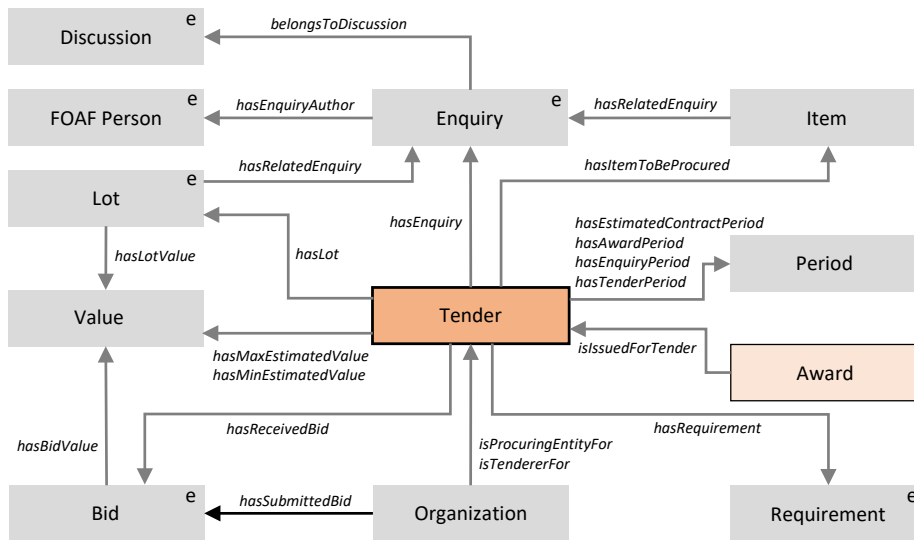 e
Discussion
belongsToDiscussion
e
FOAF Person
hasEnquiryAuthor
e
Enquiry
hasRelatedEnquiry
Item
e
Lot
hasRelatedEnquiry
hasItemToBeProcured
hasEnquiry
hasLotValue
hasLot
hasEstimatedContractPeriod
hasAwardPeriod
hasEnquiryPeriod
hasTenderPeriod
Period
Value
Tender
hasMaxEstimatedValue
hasMinEstimatedValue
isIssuedForTender
Award
hasBidValue
hasReceivedBid
isProcuringEntityFor
isTendererFor
hasRequirement
e
Bid
hasSubmittedBid
Organization
e
Requirement